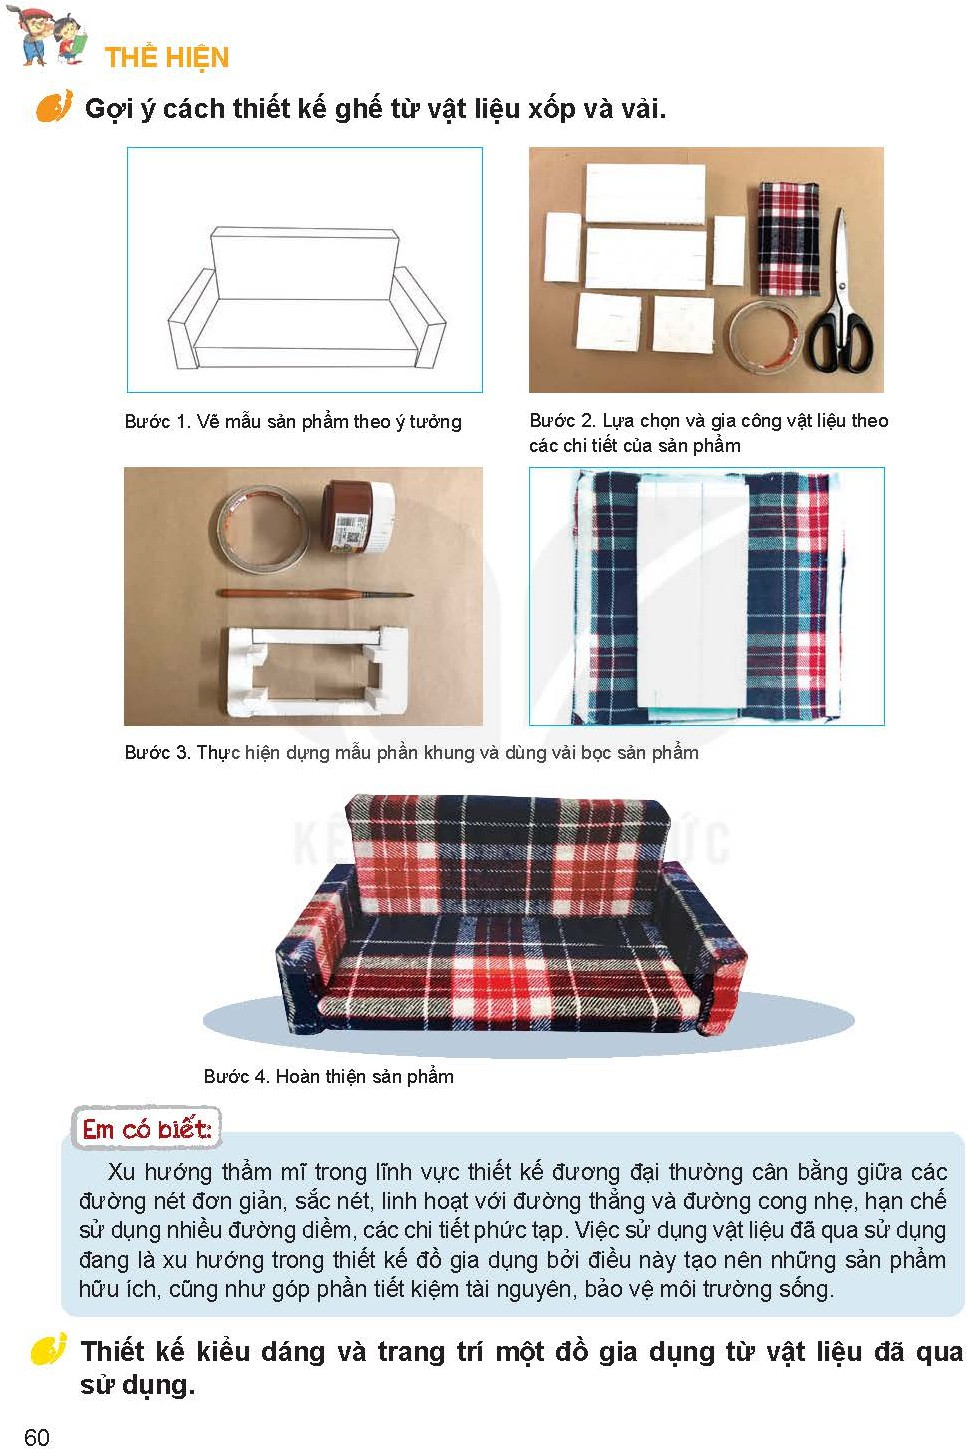 THỂ HIỆN
Gợi ý cách thiết kế ghế từ vật liệu xốp và vải.
Bước 1. Vẽ mẫu sản phẩm theo ý tưởng
Bước 2. Lựa chọn và gia công vật liệu theo
các chi tiết của sản phẩm
Bước 3. Thực hiện dựng mẫu phần khung và dùng vải bọc sản phẩm
Bước 4. Hoàn thiện sản phẩm
Em có biết:
Xu hướng thẩm mĩ trong lĩnh vực thiết kế đương đại thường cân bằng giữa các
đường nét đơn giản, sắc nét, linh hoạt với đường thẳng và đường cong nhẹ, hạn chế
sử dụng nhiều đường diềm, các chi tiết phức tạp. Việc sử dụng vật liệu đã qua sử dụng
đang là xu hướng trong thiết kế đồ gia dụng bởi điều này tạo nên những sản phẩm
hữu ích, cũng như góp phần tiết kiệm tài nguyên, bảo vệ môi trường sống.
Thiết kế kiểu dáng và trang trí một đồ gia dụng từ vật liệu đã qua
sử dụng.
60